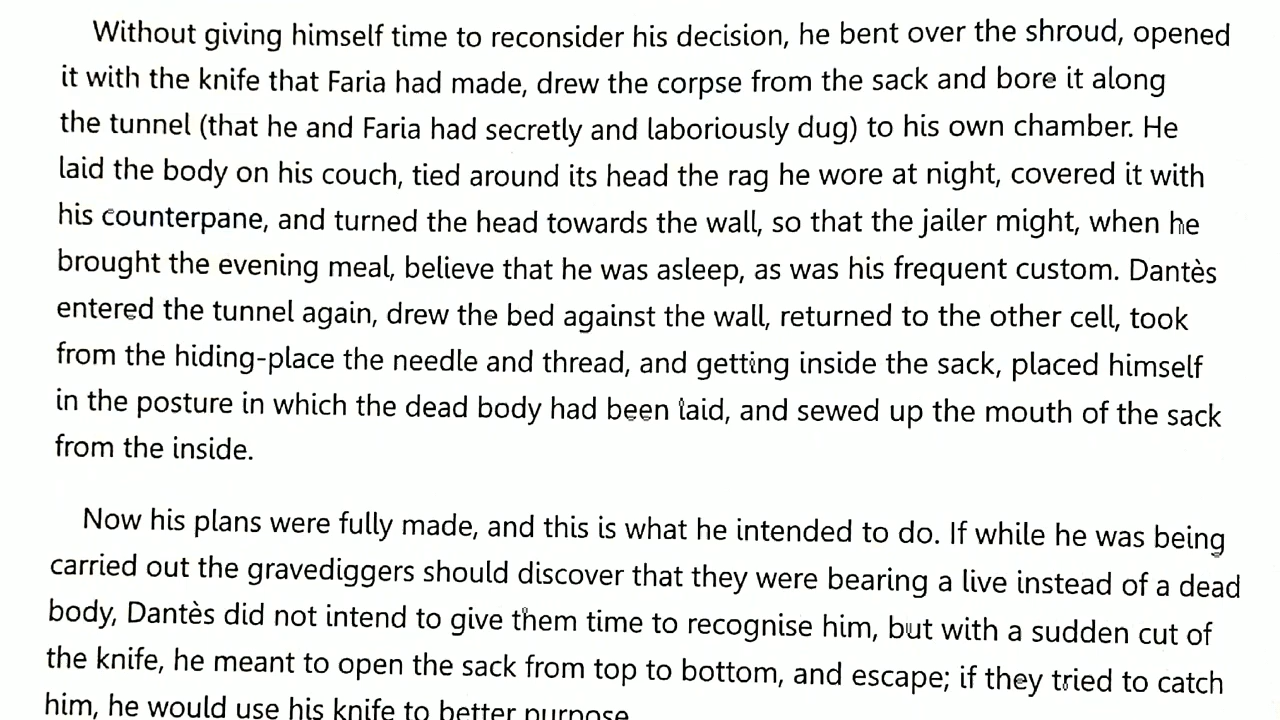 Without giving himself time to reconsider his decision, he bent over the shroud, opened
it with the knife that Faria had made, drew the corpse from the sack and bore it along
the tunnel (that he and Faria had secretly and laboriously dug) to his own chamber. He
laid the body on his couch, tied around its head the rag he wore at night, covered it with
his counterpane, and turned the head towards the wall, so that the jailer might, when he
brought the evening meal, believe that he was asleep, as was his frequent custom. Dantès
entered the tunnel again, drew the bed against the wall, returned to the other cell, took
from the hiding-place the needle and thread, and getting inside the sack, placed himself
in the posture in which the dead body had been laid, and sewed up the mouth of the sack
from the inside.
Now his plans were fully made, and this is what he intended to do. If while he was being
carried out the gravediggers should discover that they were bearing a live instead of a dead
body, Dantès did not intend to give them time to recognise him, but with a sudden cut of
the knife, he meant to open the sack from top to bottom, and escape; if they tried to catch
him, he would use his knife to better purpose.